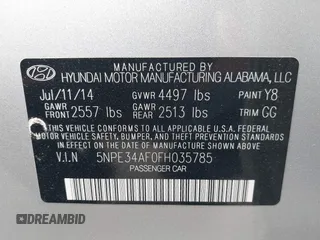 MFD BY
HYUNDAI MOTOR MANUFACTURING ALABAMA, LLC
Jul/11/14 GVWR 4497 lbs PAINT Y8
GAWR FRONT 2557 lbs GAWR REAR 2513 lbs TRIM GG
THIS VEHICLE CONFORMS TO ALL APPLICABLE FEDERAL MOTOR VEHICLE SAFETY, BUMPER, AND THEFT PREVENTION STANDARDS IN EFFECT ON THE DATE OF MANUFACTURE SHOWN ABOVE.
V.I.N 5NPE34AF0FH035785
PASSENGER CAR
DREAMBID